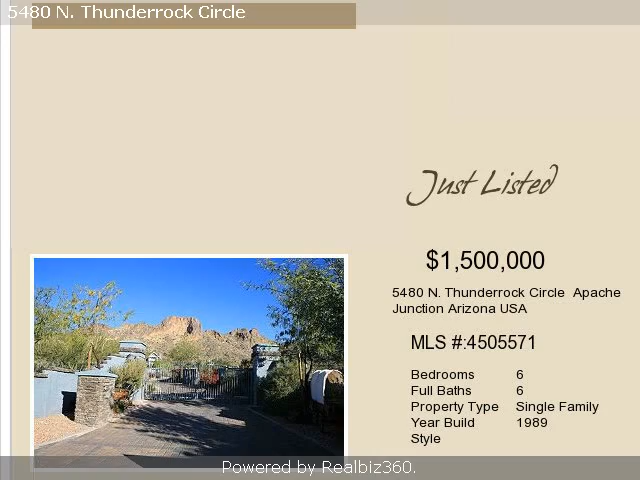 5480 N. Thunderrock Circle
Just Listed
$1,500,000
5480 N. Thunderrock Circle  Apache
Junction Arizona USA
MLS #:4505571
Bedrooms 6
Full Baths 6
Property Type Single Family
Year Build 1989
Style
Powered by Realbiz360.